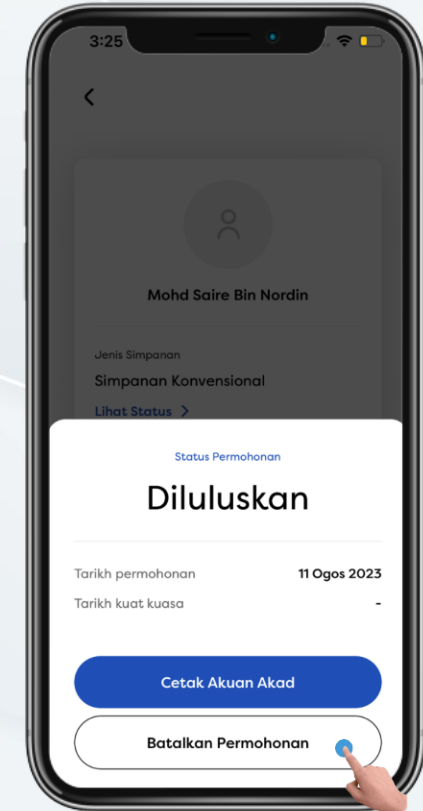 3:25
Mohd Saire Bin Nordin
Jenis Simpanan
Simpanan Konvensional
Lihat Status >
Status Permohonan
Diluluskan
Tarikh permohonan 11 Ogos 2023
Tarikh kuat kuasa -
Cetak Akuan Akad
Batalkan Permohonan